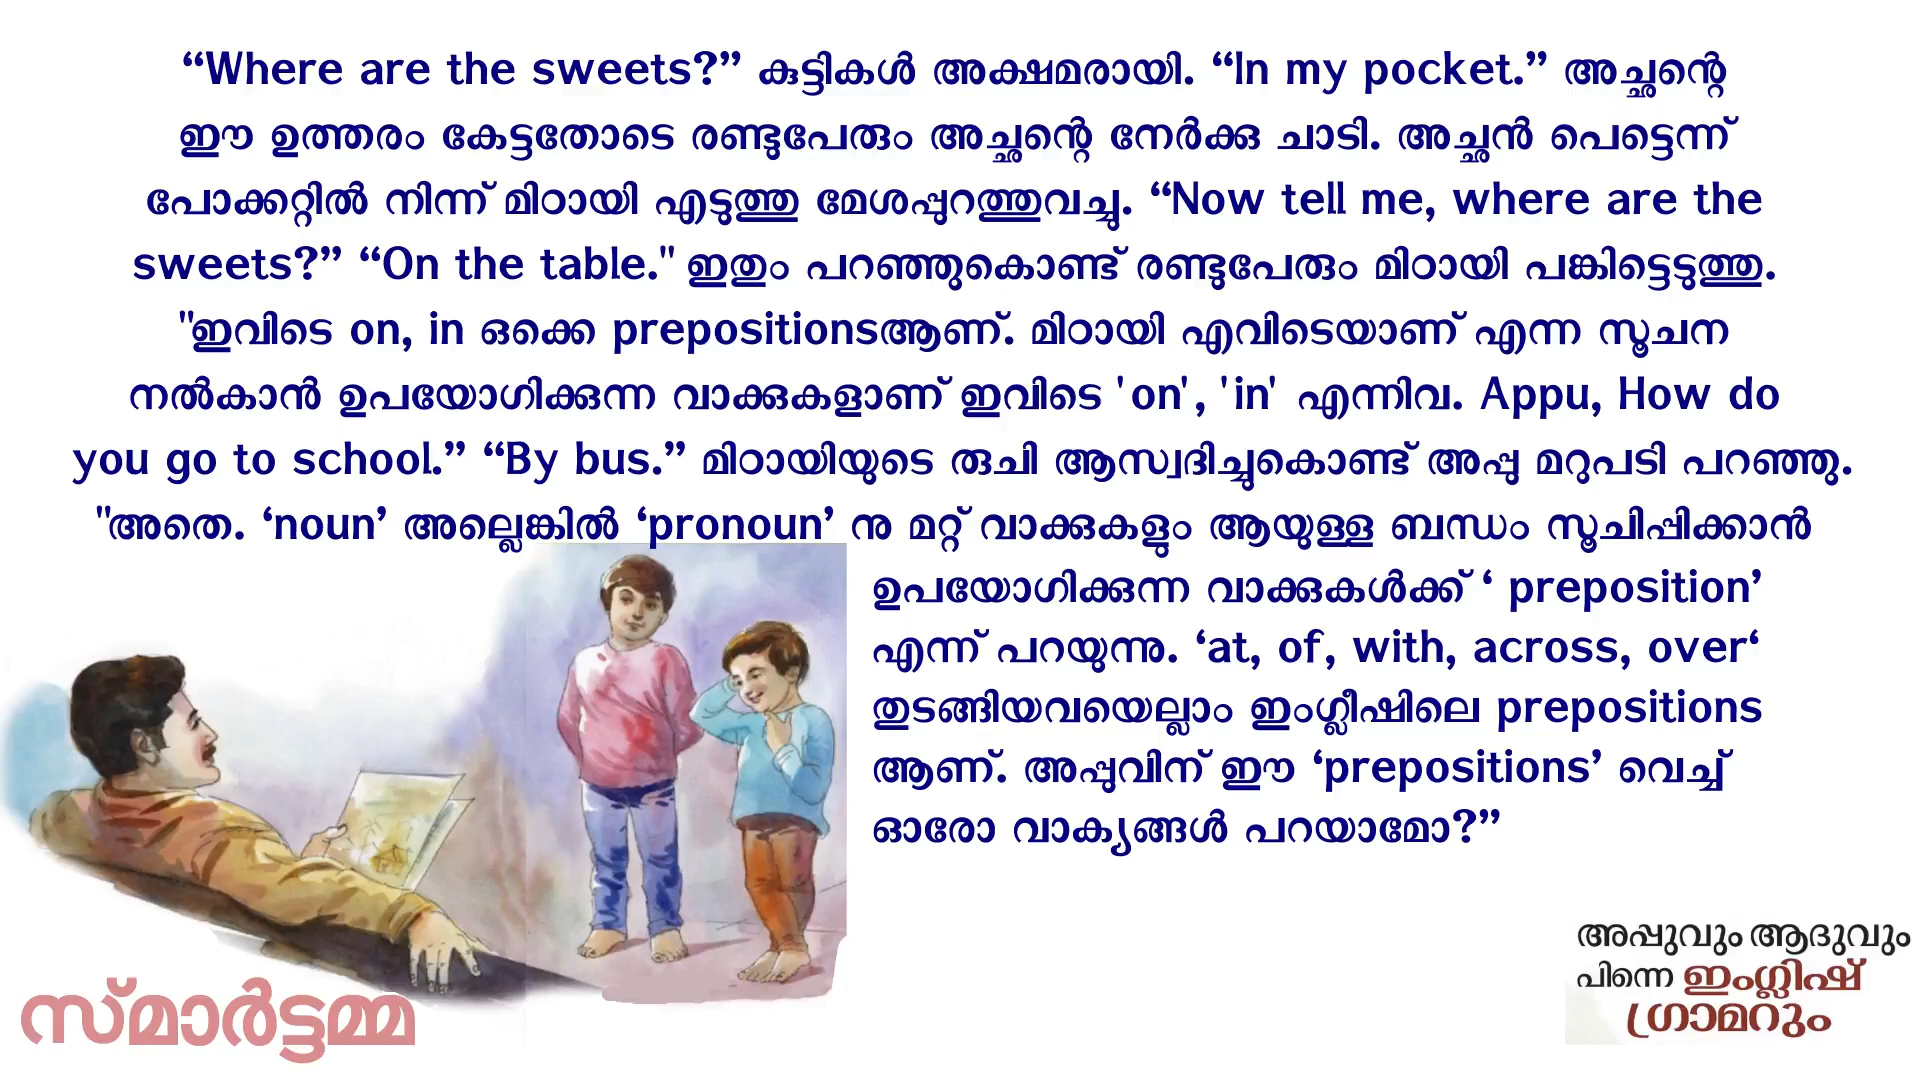 “Where are the sweets?” കുട്ടികൾ അക്ഷമരായി. “In my pocket.” അച്ഛന്റെ
ഈ ഉത്തരം കേട്ടതോടെ രണ്ടുപേരും അച്ഛന്റെ നേർക്കു ചാടി. അച്ഛൻ പെട്ടെന്ന്
പോക്കറ്റിൽ നിന്ന് മിഠായി എടുത്തു മേശപ്പുറത്തുവച്ചു. “Now tell me, where are the
sweets?” “On the table." ഇതും പറഞ്ഞുകൊണ്ട് രണ്ടുപേരും മിഠായി പങ്കിട്ടെടുത്തു.
"ഇവിടെ on, in ഒക്കെ prepositionsആണ്. മിഠായി എവിടെയാണ് എന്ന സൂചന
നൽകാൻ ഉപയോഗിക്കുന്ന വാക്കുകളാണ് ഇവിടെ 'on', 'in' എന്നിവ. Appu, How do
you go to school.” “By bus.” മിഠായിയുടെ രുചി ആസ്വദിച്ചുകൊണ്ട് അപ്പു മറുപടി പറഞ്ഞു.
"അതെ. ‘noun’ അല്ലെങ്കിൽ ‘pronoun’ നു മറ്റ് വാക്കുകളും ആയുള്ള ബന്ധം സൂചിപ്പിക്കാൻ
ഉപയോഗിക്കുന്ന വാക്കുകൾക്ക് ‘ preposition’
എന്ന് പറയുന്നു. ‘at, of, with, across, over‘
തുടങ്ങിയവയെല്ലാം ഇംഗ്ലീഷിലെ prepositions
ആണ്. അപ്പുവിന് ഈ ‘prepositions’ വെച്ച്
ഓരോ വാക്യങ്ങൾ പറയാമോ?”
അപ്പുവും ആദുവും
പിന്നെ ഇംഗ്ലിഷ്
ഗ്രാമറും
സ്മാർട്ടമ്മ